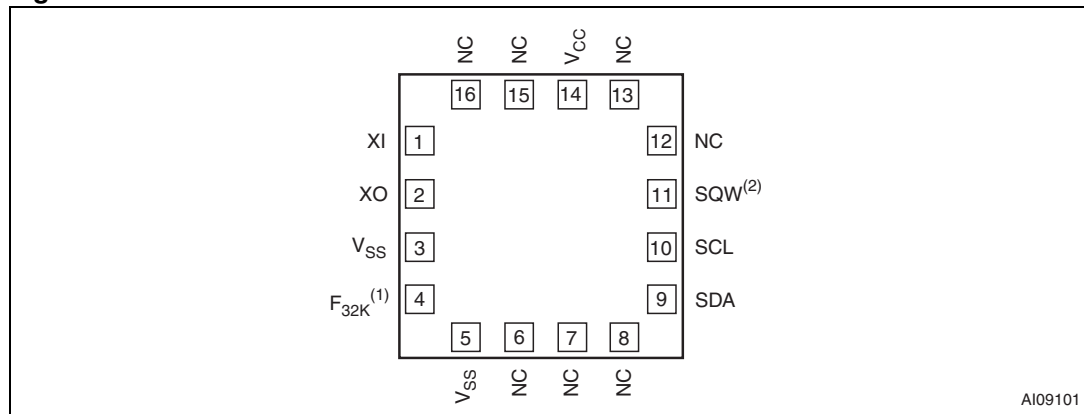 NC NC VCC NC
16 15 14 13
XI 1 12 NC
XO 2 11 SQW(2)
VSS 3 10 SCL
F32K(1) 4 9 SDA
5 6 7 8
VSS NC NC NC
AI09101